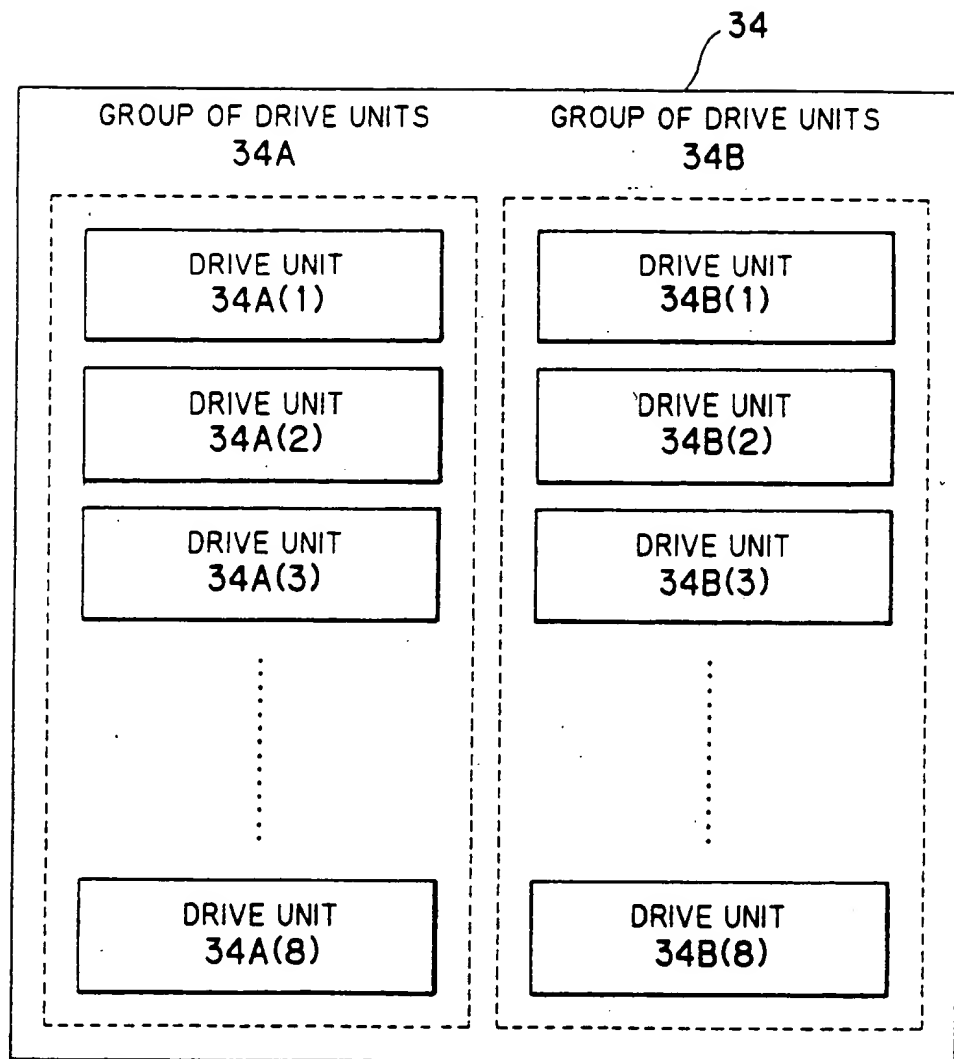 34
GROUP OF DRIVE UNITS
34A
DRIVE UNIT
34A(1)
DRIVE UNIT
34A(2)
DRIVE UNIT
34A(3)
DRIVE UNIT
34A(8)
GROUP OF DRIVE UNITS
34B
DRIVE UNIT
34B(1)
DRIVE UNIT
34B(2)
DRIVE UNIT
34B(3)
DRIVE UNIT
34B(8)